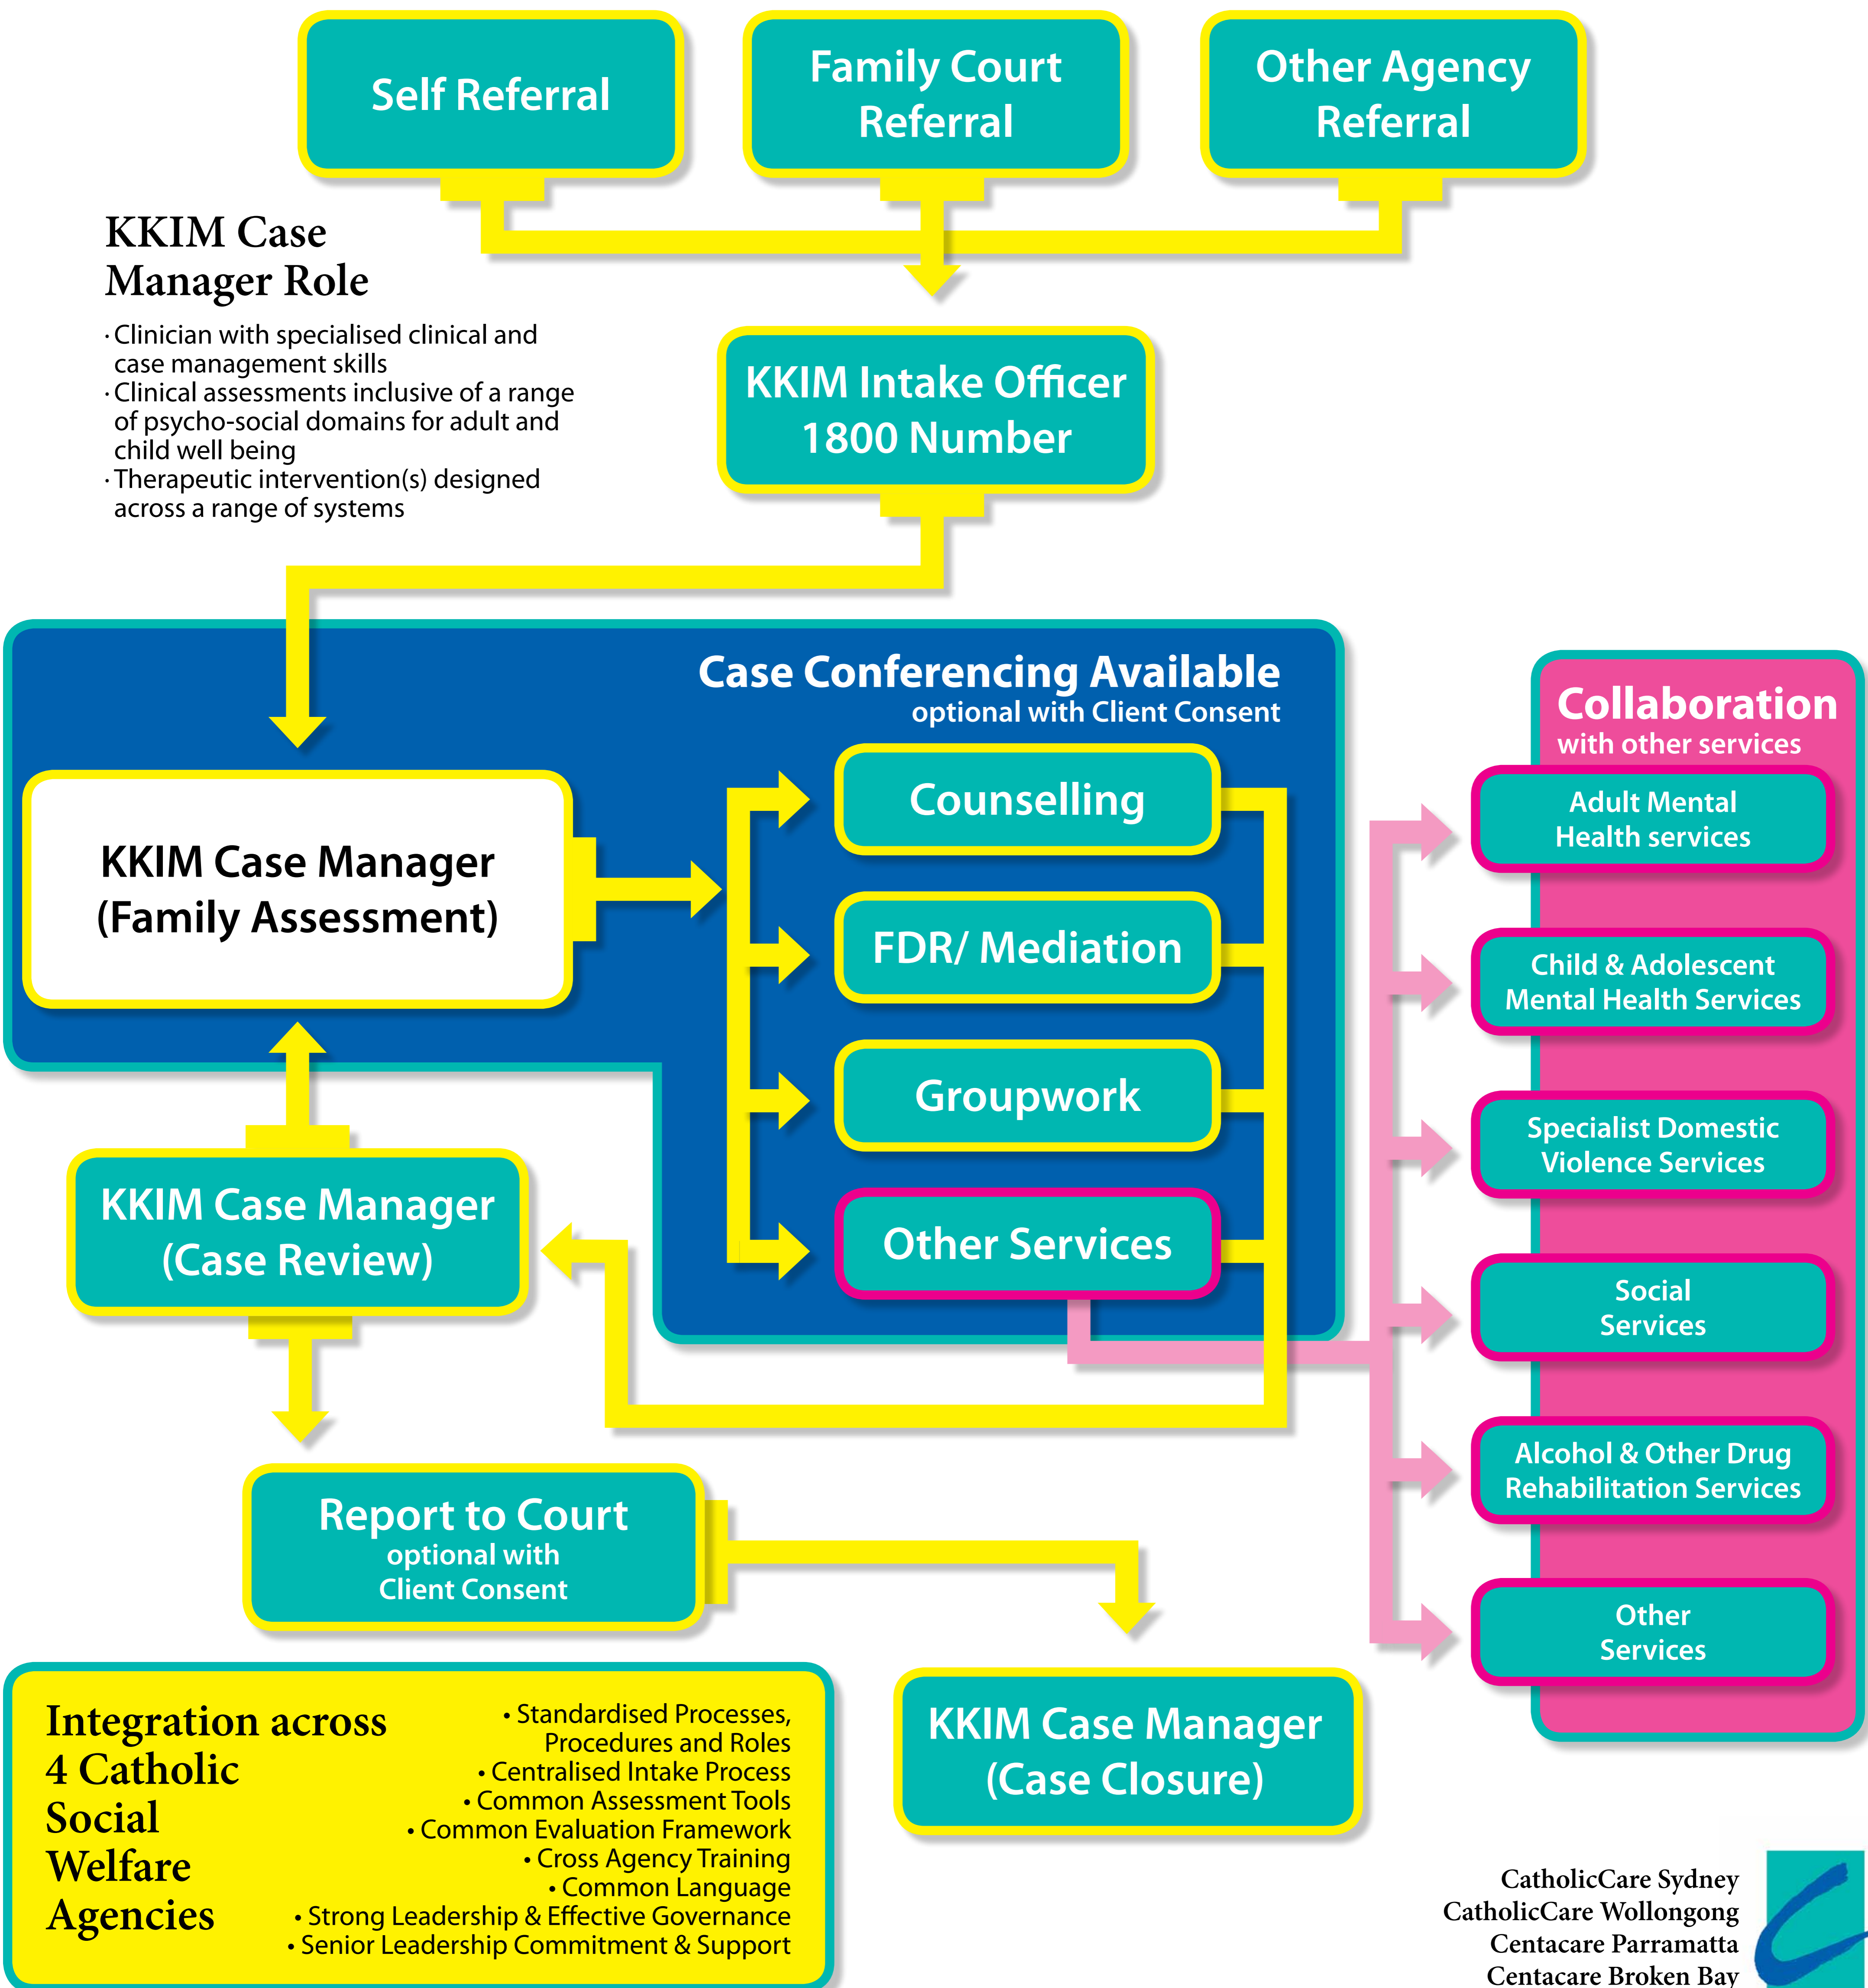 Self Referral
Family Court
Referral
Other Agency
Referral
KKIM Case
Manager Role
· Clinician with specialised clinical and
case management skills
· Clinical assessments inclusive of a range
of psycho-social domains for adult and
child well being
· Therapeutic intervention(s) designed
across a range of systems
KKIM Intake Officer
1800 Number
Case Conferencing Available
optional with Client Consent
KKIM Case Manager
(Family Assessment)
Counselling
FDR/ Mediation
Groupwork
Other Services
KKIM Case Manager
(Case Review)
Collaboration
with other services
Adult Mental
Health services
Child & Adolescent
Mental Health Services
Specialist Domestic
Violence Services
Social
Services
Alcohol & Other Drug
Rehabilitation Services
Other
Services
Report to Court
optional with
Client Consent
KKIM Case Manager
(Case Closure)
Integration across
4 Catholic
Social
Welfare
Agencies
• Standardised Processes,
Procedures and Roles
• Centralised Intake Process
• Common Assessment Tools
• Common Evaluation Framework
• Cross Agency Training
• Common Language
• Strong Leadership & Effective Governance
• Senior Leadership Commitment & Support
CatholicCare Sydney
CatholicCare Wollongong
Centacare Parramatta
Centacare Broken Bay